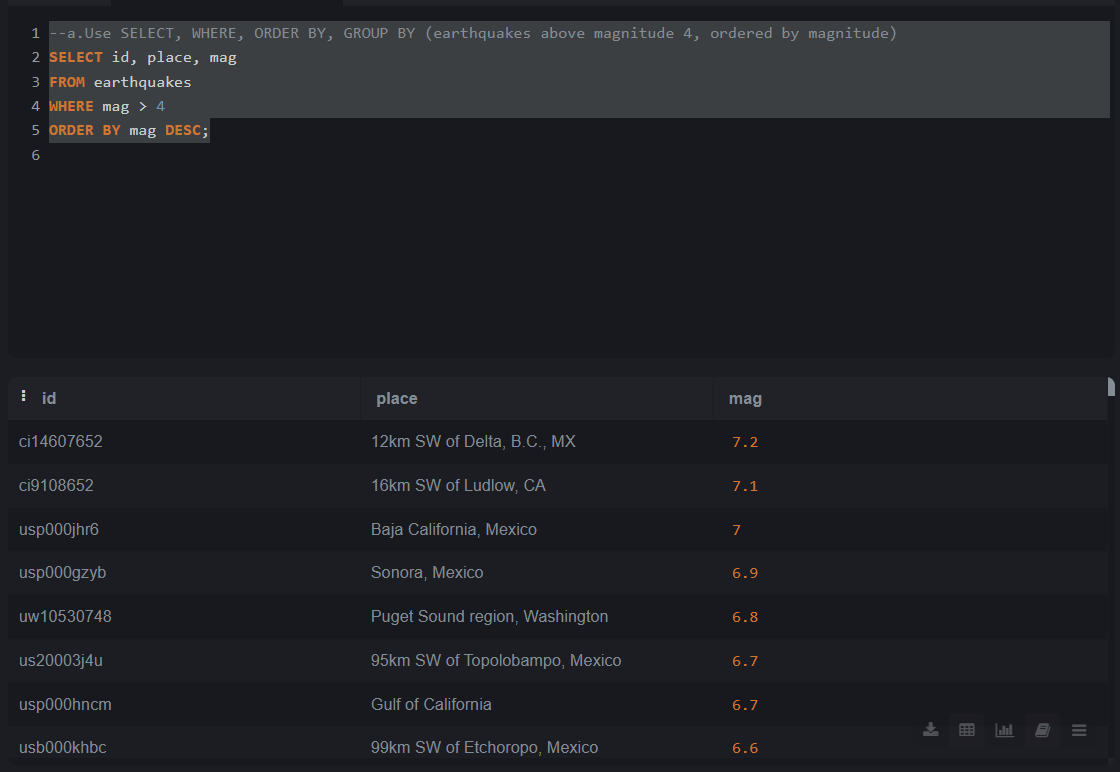 1 --a.Use SELECT, WHERE, ORDER BY, GROUP BY (earthquakes above magnitude 4, ordered by magnitude)
2 SELECT id, place, mag
3 FROM earthquakes
4 WHERE mag > 4
5 ORDER BY mag DESC;
6
id place mag
ci14607652 12km SW of Delta, B.C., MX 7.2
ci9108652 16km SW of Ludlow, CA 7.1
usp000jhr6 Baja California, Mexico 7
usp000gzyb Sonora, Mexico 6.9
uw10530748 Puget Sound region, Washington 6.8
us20003j4u 95km SW of Topolobampo, Mexico 6.7
usp000hncm Gulf of California 6.7
usb000khbc 99km SW of Etchoropo, Mexico 6.6